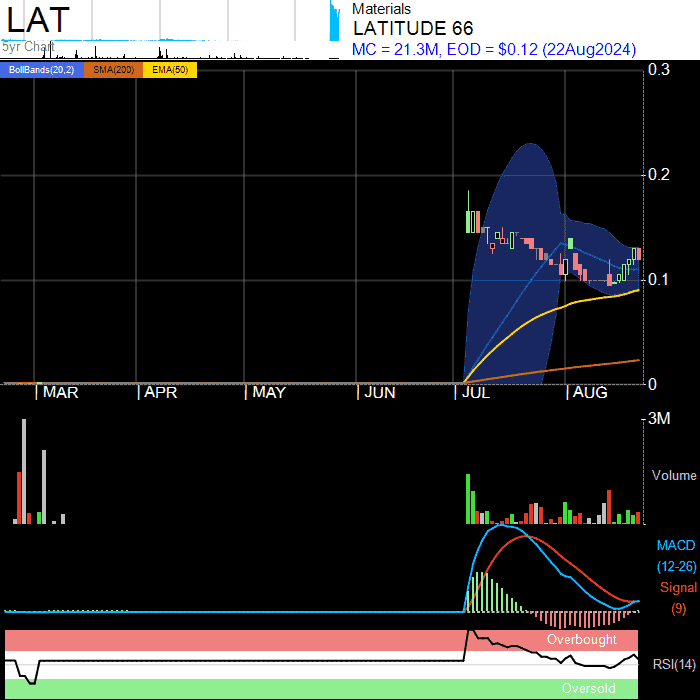 LAT
5yr Chart
Materials
LATITUDE 66
MC = 21.3M, EOD = $0.12 (22Aug2024)
BollBands(20,2) SMA(200) EMA(50)
0.3
0.2
0.1
0
MAR APR MAY JUN JUL AUG
3M
Volume
MACD
(12-26)
Signal
(9)
Overbought
RSI(14)
Oversold